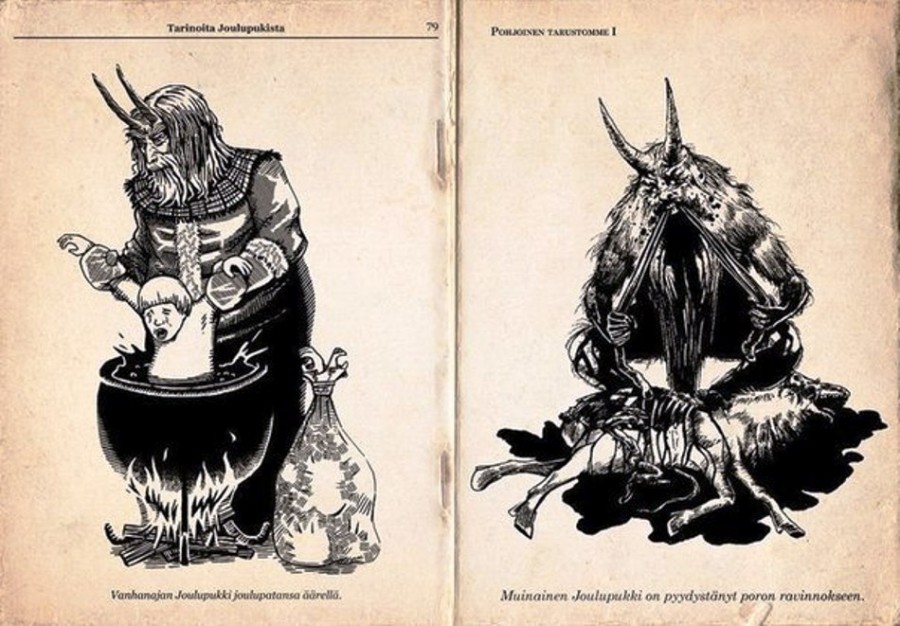 Tarinoita Joulupukista 79
POHJOINEN TARUSTOMME I
Vanhanajan Joulupukki joulupatansa äärellä.
Muinainen Joulupukki on pyydystänyt poron ravinnokseen.